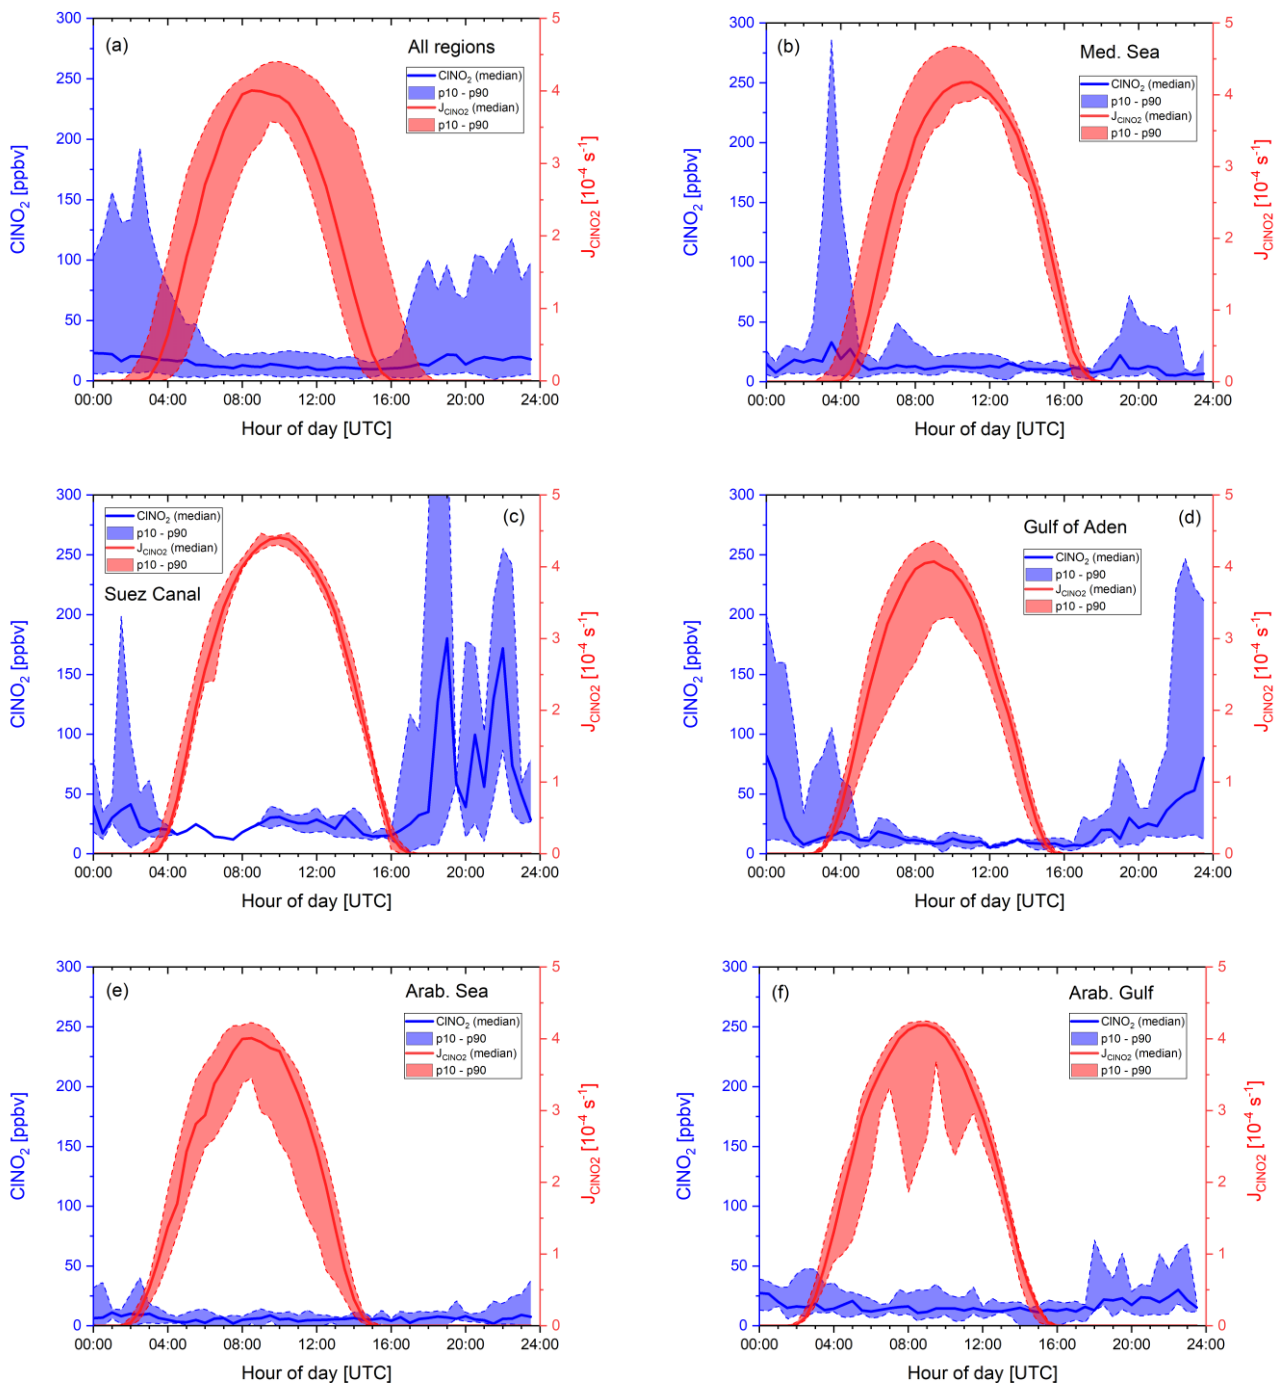 (a)
All regions
ClNO2 (median)
p10 - p90
JClNO2 (median)
p10 - p90
300
250
200
150
100
50
0
ClNO2 [ppbv]
5
4
3
2
1
0
JClNO2 [10-4 s-1]
00:00 04:00 08:00 12:00 16:00 20:00 24:00
Hour of day [UTC]
(b)
Med. Sea
ClNO2 (median)
p10 - p90
JClNO2 (median)
p10 - p90
300
250
200
150
100
50
0
ClNO2 [ppbv]
5
4
3
2
1
0
JClNO2 [10-4 s-1]
00:00 04:00 08:00 12:00 16:00 20:00 24:00
Hour of day [UTC]
ClNO2 (median)
p10 - p90
JClNO2 (median)
p10 - p90
(c)
Suez Canal
300
250
200
150
100
50
0
ClNO2 [ppbv]
5
4
3
2
1
0
JClNO2 [10-4 s-1]
00:00 04:00 08:00 12:00 16:00 20:00 24:00
Hour of day [UTC]
(d)
Gulf of Aden
ClNO2 (median)
p10 - p90
JClNO2 (median)
p10 - p90
300
250
200
150
100
50
0
ClNO2 [ppbv]
5
4
3
2
1
0
JClNO2 [10-4 s-1]
00:00 04:00 08:00 12:00 16:00 20:00 24:00
Hour of day [UTC]
(e)
Arab. Sea
ClNO2 (median)
p10 - p90
JClNO2 (median)
p10 - p90
300
250
200
150
100
50
0
ClNO2 [ppbv]
5
4
3
2
1
0
JClNO2 [10-4 s-1]
00:00 04:00 08:00 12:00 16:00 20:00 24:00
Hour of day [UTC]
(f)
Arab. Gulf
ClNO2 (median)
p10 - p90
JClNO2 (median)
p10 - p90
300
250
200
150
100
50
0
ClNO2 [ppbv]
5
4
3
2
1
0
JClNO2 [10-4 s-1]
00:00 04:00 08:00 12:00 16:00 20:00 24:00
Hour of day [UTC]